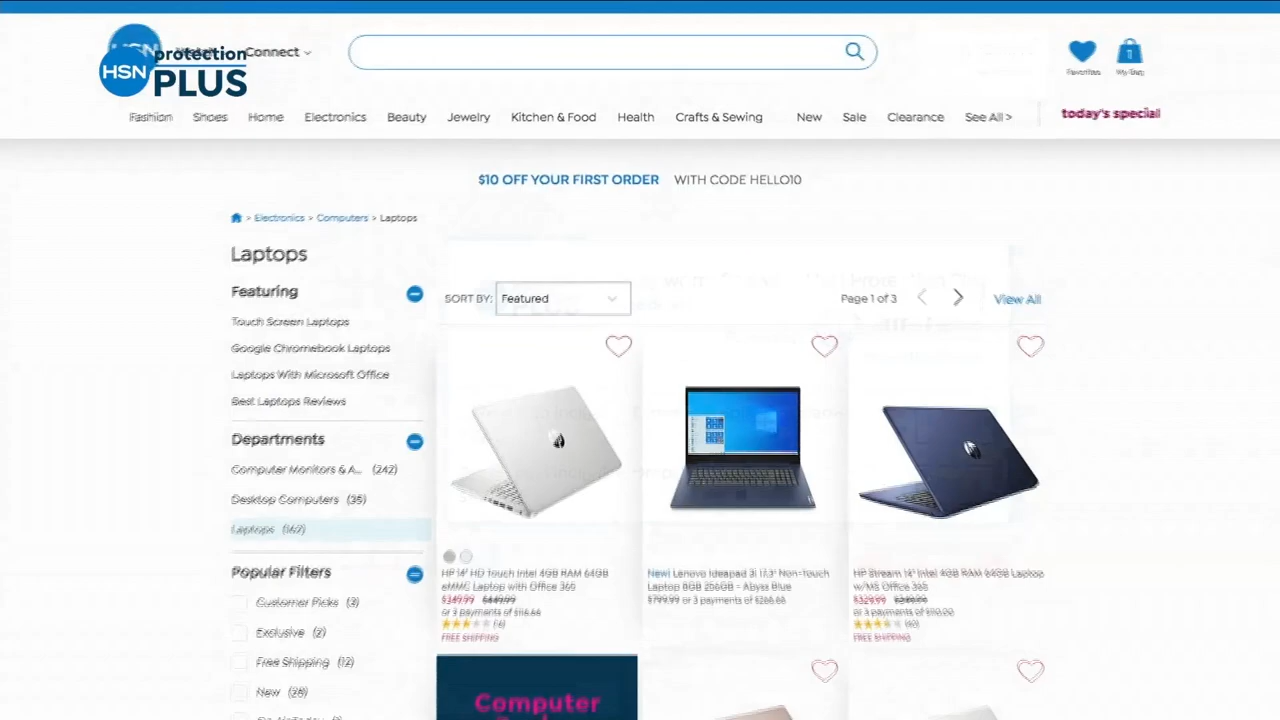 HSN
protection
PLUS
Connect
Favorites
My Bag
Fashion Shoes Home Electronics Beauty Jewelry Kitchen & Food Health Crafts & Sewing New Sale Clearance See All >
today's special
$10 OFF YOUR FIRST ORDER WITH CODE HELLO10
> Electronics > Computers > Laptops
Laptops
Featuring
Touch Screen Laptops
Google Chromebook Laptops
Laptops With Microsoft Office
Best Laptops Reviews
Departments
Computer Monitors & A... (242)
Desktop Computers (35)
Laptops (162)
Popular Filters
Customer Picks (3)
Exclusive (2)
Free Shipping (12)
New (28)
SORT BY: Featured
Page 1 of 3
View All
HP 14" HD Touch Intel 4GB RAM 64GB
eMMC Laptop with Office 365
$349.99 $449.99
or 3 payments of $116.66
FREE SHIPPING
New! Lenovo Ideapad 3i 17.3" Non-Touch
Laptop 8GB 256GB - Abyss Blue
$799.99 or 3 payments of $266.66
HP Stream 14" Intel 4GB RAM 64GB Laptop
w/MS Office 365
$329.99
or 3 payments of $110.00
FREE SHIPPING
Computer